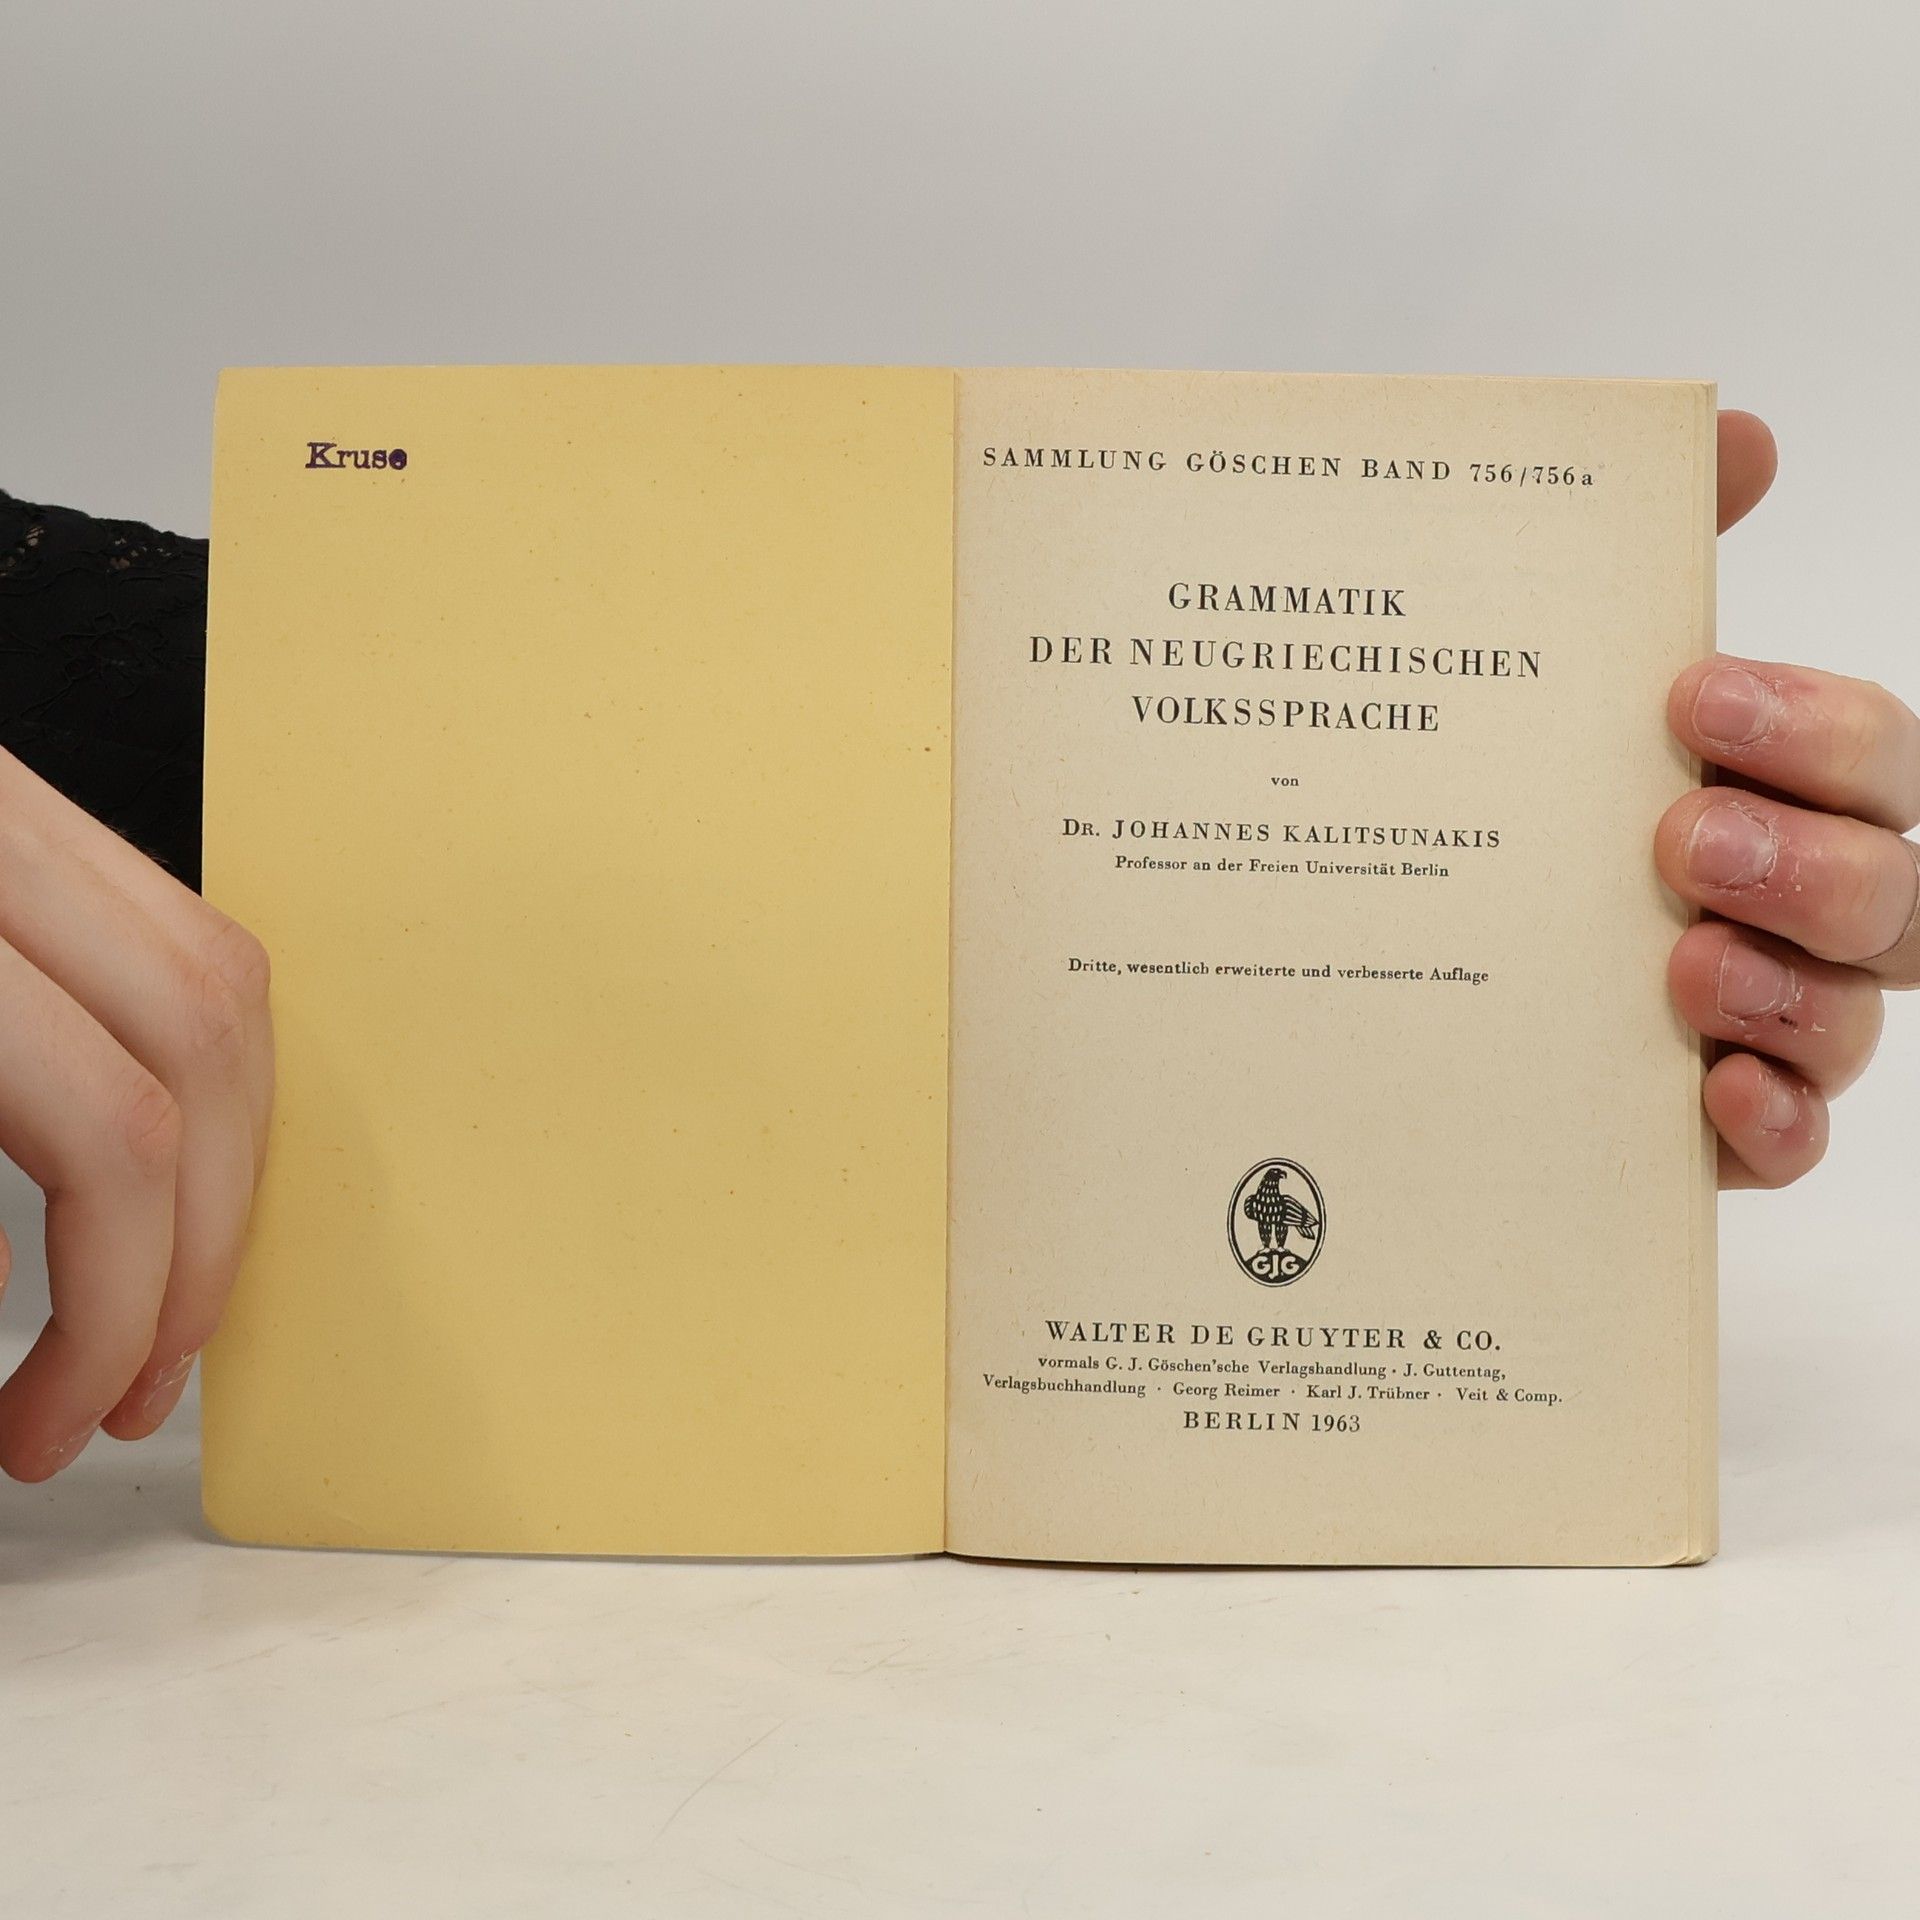 Kruse
SAMMLUNG GÖSCHEN BAND 756/756a
GRAMMATIK
DER NEUGRIECHISCHEN
VOLKSSPRACHE
von
DR. JOHANNES KALITSUNAKIS
Professor an der Freien Universität Berlin
Dritte, wesentlich erweiterte und verbesserte Auflage
GJG
WALTER DE GRUYTER & CO.
vormals G. J. Göschen'sche Verlagshandlung · J. Guttentag,
Verlagsbuchhandlung · Georg Reimer · Karl J. Trübner · Veit & Comp.
BERLIN 1963